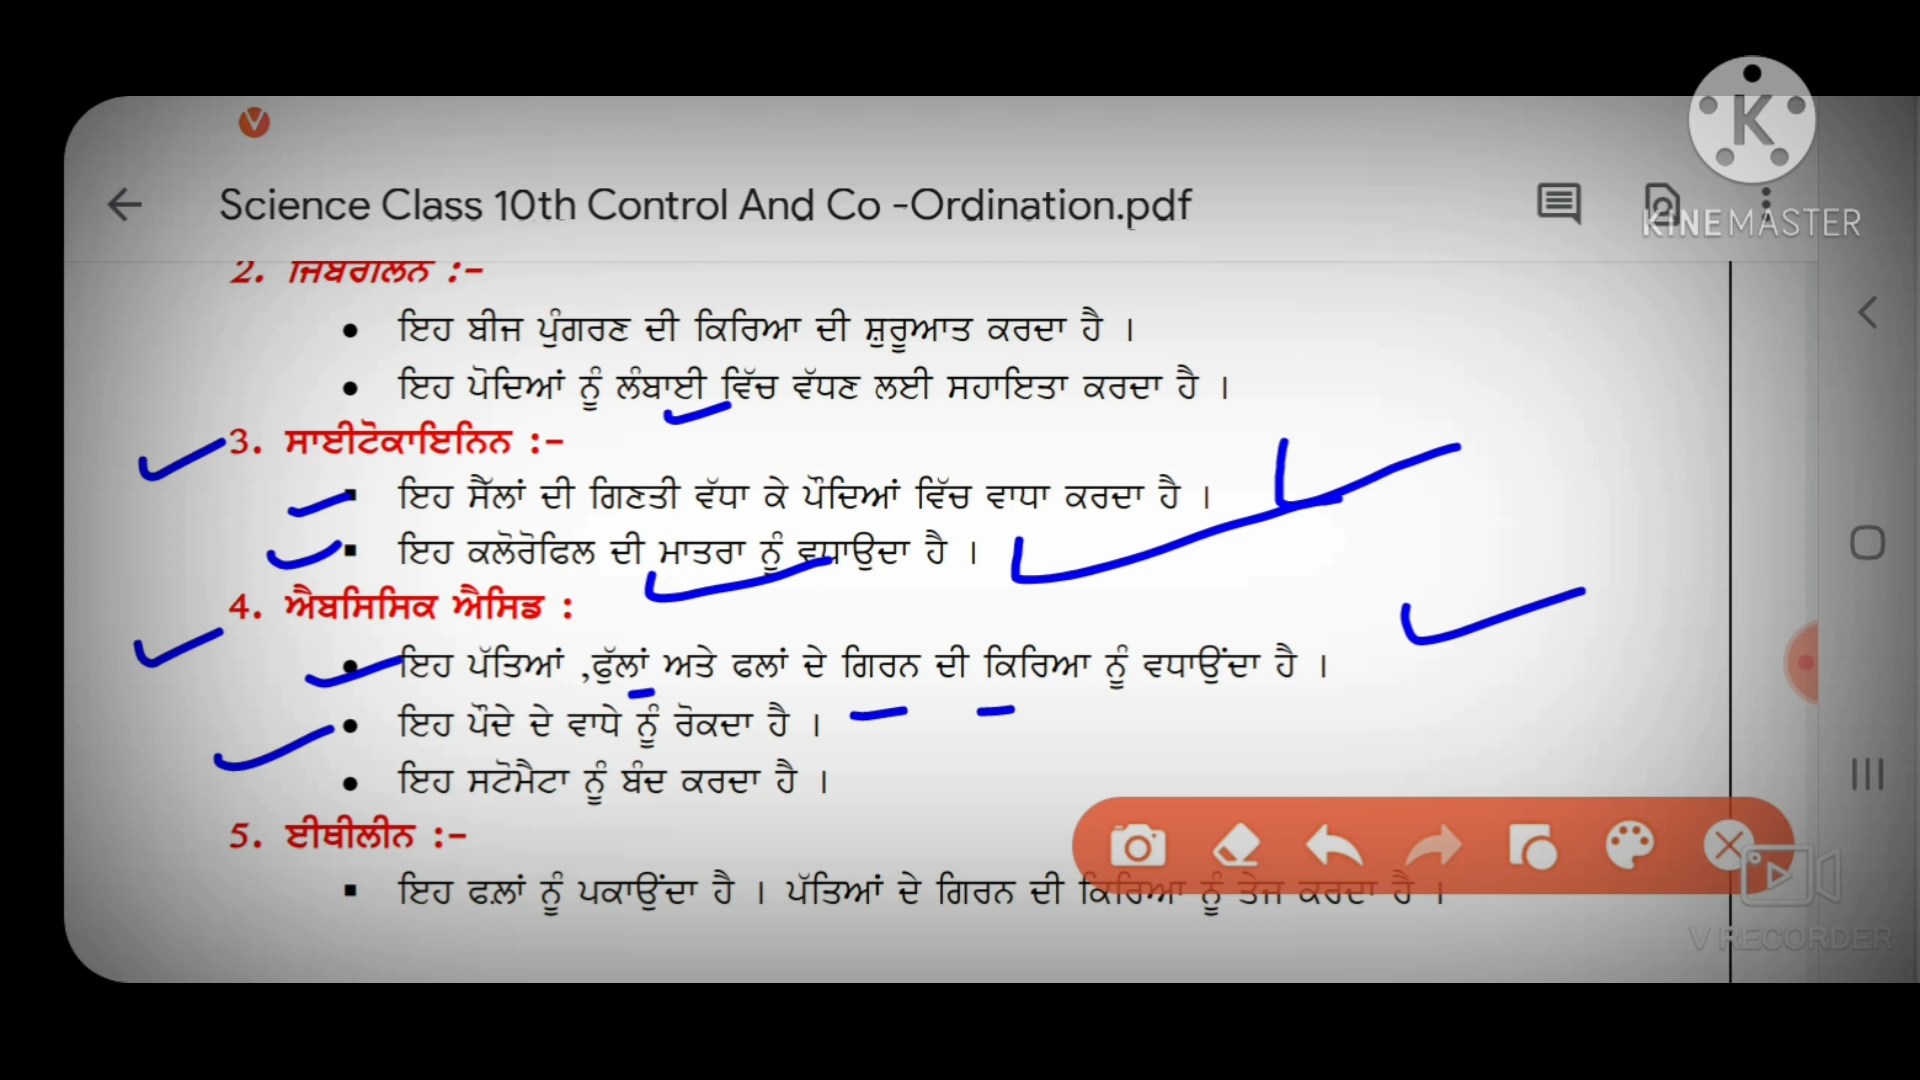 KINEMASTER
Science Class 10th Control And Co -Ordination.pdf
2. ਜਿਬਰਲਿਨ :-
● ਇਹ ਬੀਜ ਪੁੰਗਰਣ ਦੀ ਕਿਰਿਆ ਦੀ ਸ਼ੁਰੂਆਤ ਕਰਦਾ ਹੈ ।
● ਇਹ ਪੋਦਿਆਂ ਨੂੰ ਲੰਬਾਈ ਵਿੱਚ ਵੱਧਣ ਲਈ ਸਹਾਇਤਾ ਕਰਦਾ ਹੈ ।
3. ਸਾਈਟੋਕਾਇਨਿਨ :-
▪ ਇਹ ਸੈੱਲਾਂ ਦੀ ਗਿਣਤੀ ਵੱਧਾ ਕੇ ਪੌਦਿਆਂ ਵਿੱਚ ਵਾਧਾ ਕਰਦਾ ਹੈ ।
▪ ਇਹ ਕਲੋਰੋਫਿਲ ਦੀ ਮਾਤਰਾ ਨੂੰ ਵਧਾਉਦਾ ਹੈ ।
4. ਐਬਸਿਸਿਕ ਐਸਿਡ :
● ਇਹ ਪੱਤਿਆਂ ,ਫੁੱਲਾਂ ਅਤੇ ਫਲਾਂ ਦੇ ਗਿਰਨ ਦੀ ਕਿਰਿਆ ਨੂੰ ਵਧਾਉਂਦਾ ਹੈ ।
● ਇਹ ਪੌਦੇ ਦੇ ਵਾਧੇ ਨੂੰ ਰੋਕਦਾ ਹੈ ।
● ਇਹ ਸਟੋਮੈਟਾ ਨੂੰ ਬੰਦ ਕਰਦਾ ਹੈ ।
5. ਈਥੀਲੀਨ :-
▪ ਇਹ ਫਲਾਂ ਨੂੰ ਪਕਾਉਂਦਾ ਹੈ । ਪੱਤਿਆਂ ਦੇ ਗਿਰਨ ਦੀ ਕਿਰਿਆ ਨੂੰ ਤੇਜ ਕਰਦਾ ਹੈ ।
V RECORDER